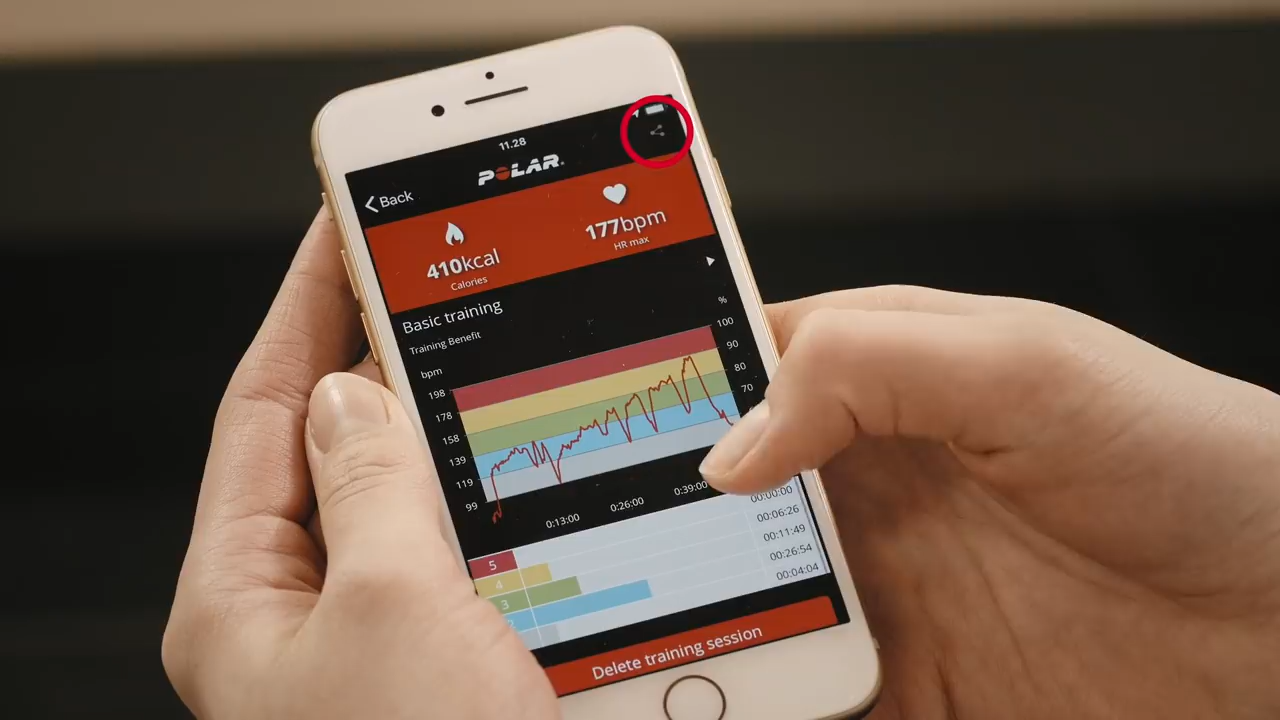 11.28
POLAR
Back
410kcal
Calories
177bpm
HR max
Basic training
Training Benefit
bpm
%
198
178
158
139
119
99
100
90
80
70
0:13:00
0:26:00
0:39:00
5
4
3
00:00:00
00:06:26
00:11:49
00:26:54
00:04:04
Delete training session